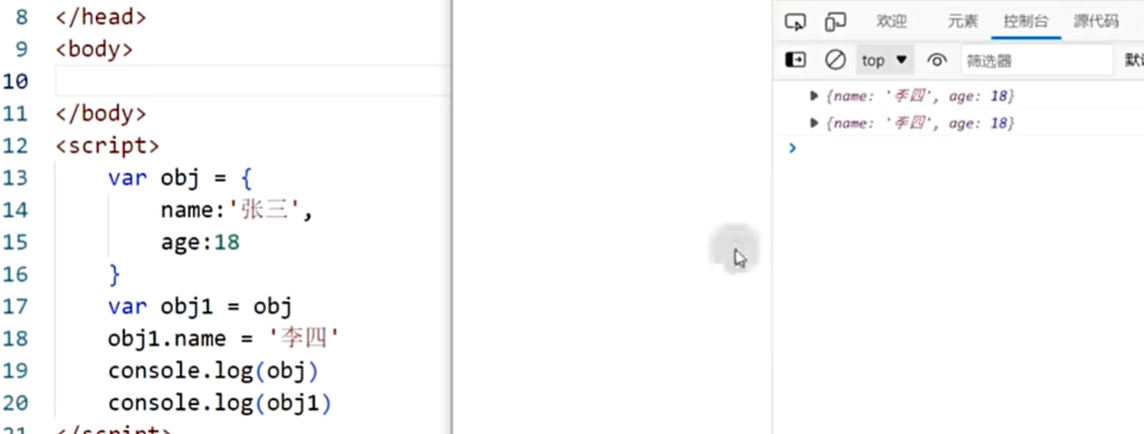 8 </head>
9 <body>
10
11 </body>
12 <script>
13 var obj = {
14 name:'张三',
15 age:18
16 }
17 var obj1 = obj
18 obj1.name = '李四'
19 console.log(obj)
20 console.log(obj1)
21 </script>
欢迎 元素 控制台 源代码
top 筛选器
{name: '李四', age: 18}
{name: '李四', age: 18}